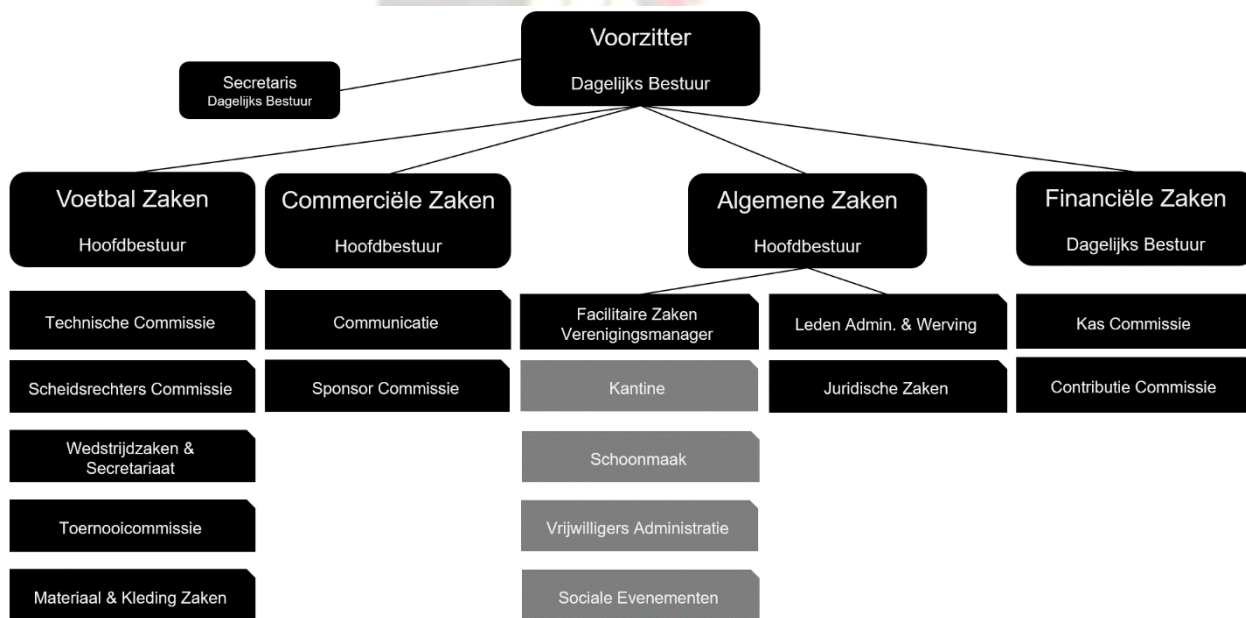 Voorzitter
Dagelijks Bestuur
Secretaris
Dagelijks Bestuur
Voetbal Zaken
Hoofdbestuur
Commerciële Zaken
Hoofdbestuur
Algemene Zaken
Hoofdbestuur
Financiële Zaken
Dagelijks Bestuur
Technische Commissie
Scheidsrechters Commissie
Wedstrijdzaken &
Secretariaat
Toernooicommissie
Materiaal & Kleding Zaken
Communicatie
Sponsor Commissie
Facilitaire Zaken
Verenigingsmanager
Kantine
Schoonmaak
Vrijwilligers Administratie
Sociale Evenementen
Leden Admin. & Werving
Juridische Zaken
Kas Commissie
Contributie Commissie